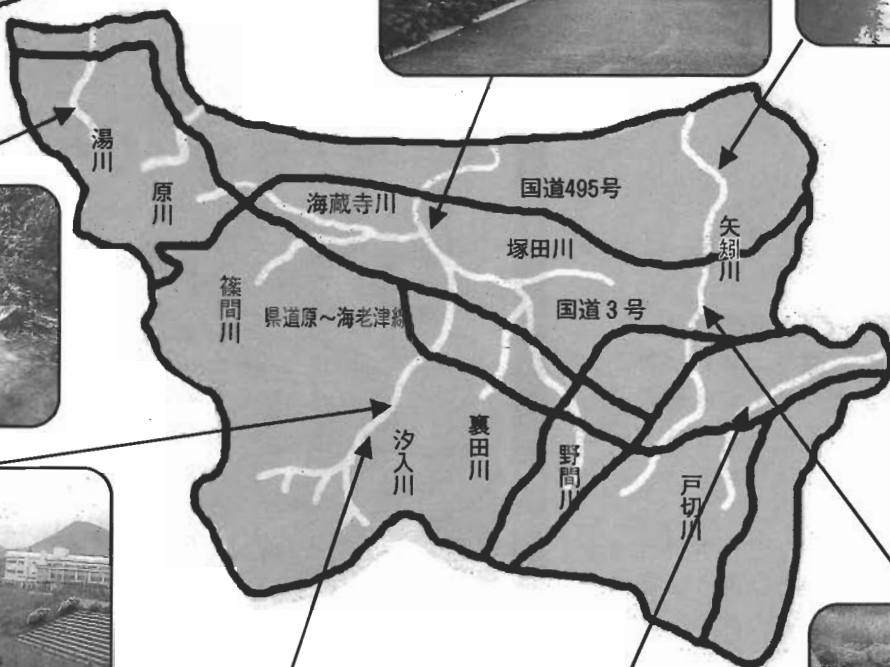 湯川
原川
海蔵寺川
国道495号
塚田川
矢矧川
篠間川
県道原～海老津線
国道3号
汐入川
裏田川
野間川
戸切川